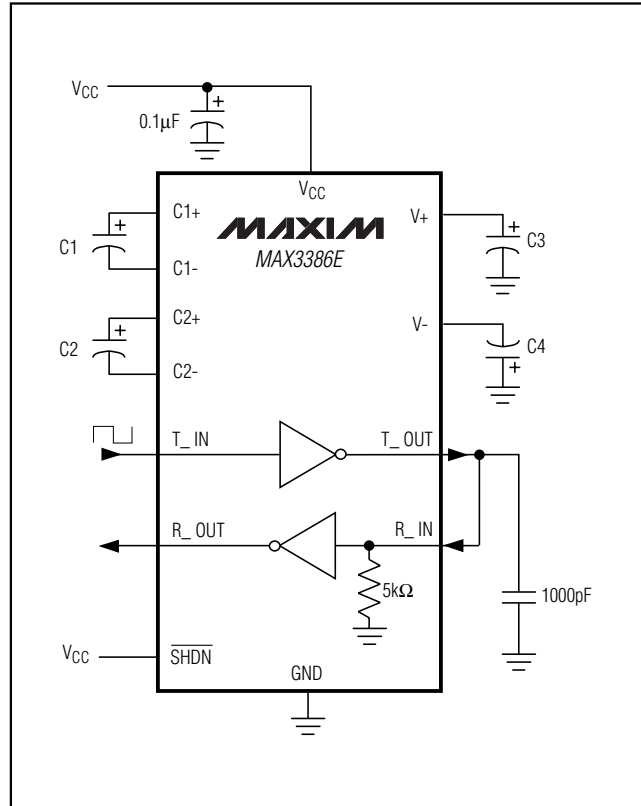 VCC
+
0.1µF
VCC
C1+
MAXIM
V+
+
C1
+
C3
MAX3386E
C1-
C2+
V-
C2
+
C4
C2-
+
T_ IN
T_ OUT
R_ OUT
R_ IN
5kΩ
1000pF
VCC
SHDN
GND